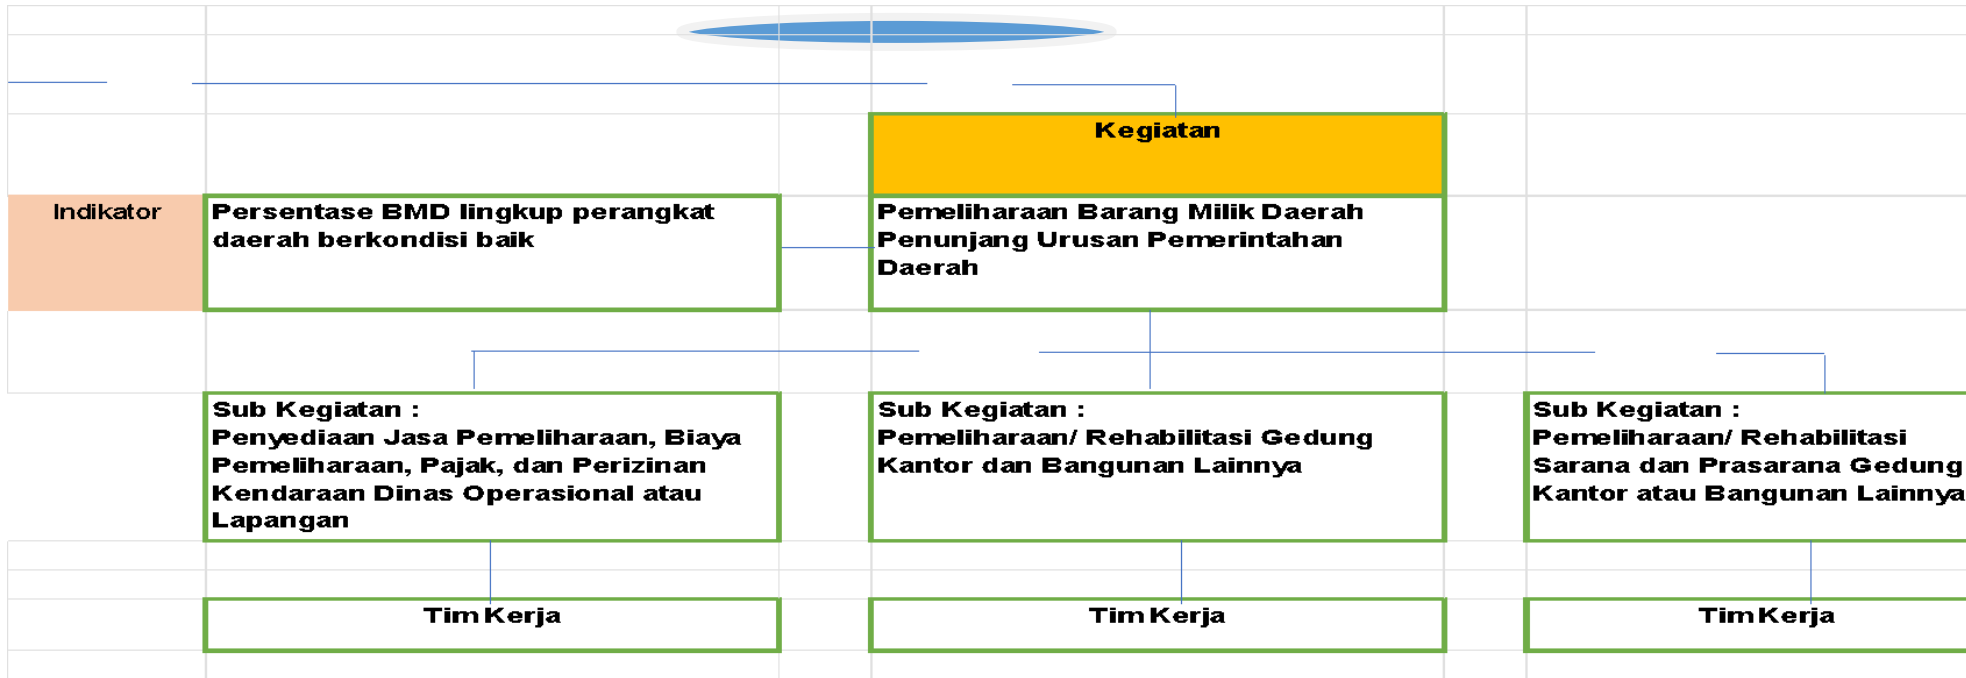 Kegiatan
Indikator
Persentase BMD lingkup perangkat
daerah berkondisi baik
Pemeliharaan Barang Milik Daerah
Penunjang Urusan Pemerintahan
Daerah
Sub Kegiatan :
Penyediaan Jasa Pemeliharaan, Biaya
Pemeliharaan, Pajak, dan Perizinan
Kendaraan Dinas Operasional atau
Lapangan
Sub Kegiatan :
Pemeliharaan/ Rehabilitasi Gedung
Kantor dan Bangunan Lainnya
Sub Kegiatan :
Pemeliharaan/ Rehabilitasi
Sarana dan Prasarana Gedung
Kantor atau Bangunan Lainnya
Tim Kerja
Tim Kerja
Tim Kerja